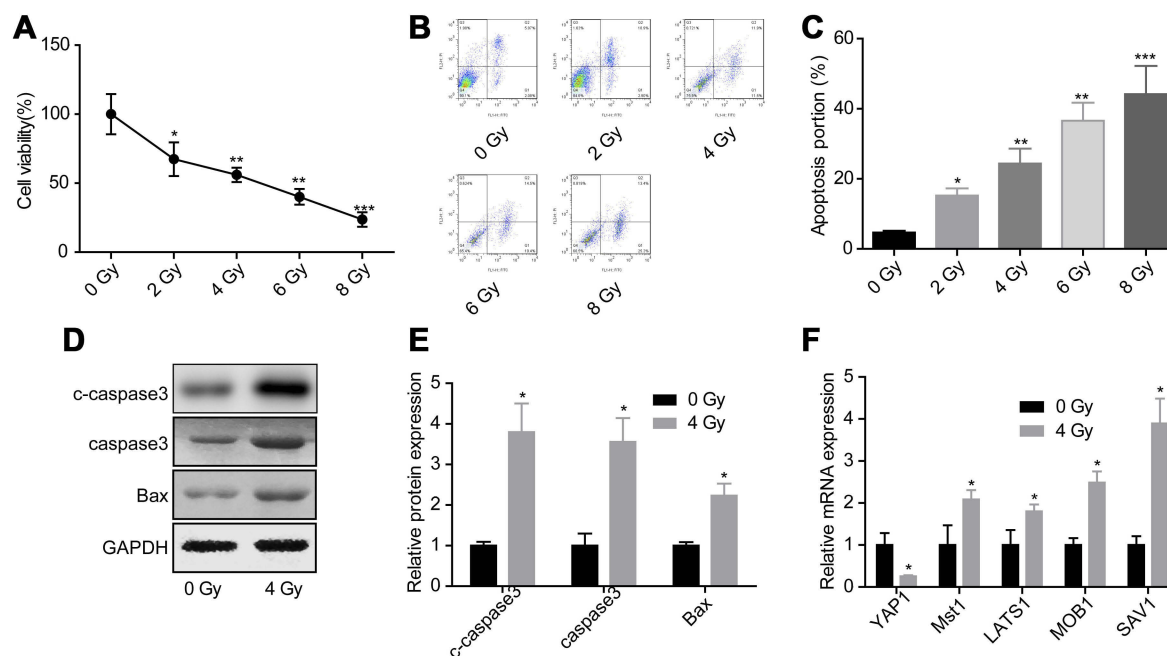 A
Cell viability(%)
150
100
50
0
*
**
**
***
0 Gy
2 Gy
4 Gy
6 Gy
8 Gy
B
0 Gy
2 Gy
4 Gy
6 Gy
8 Gy
C
Apoptosis portion (%)
60
40
20
0
*
**
**
***
0 Gy
2 Gy
4 Gy
6 Gy
8 Gy
D
c-caspase3
caspase3
Bax
GAPDH
0 Gy
4 Gy
E
Relative protein expression
5
4
3
2
1
0
0 Gy
4 Gy
*
*
*
c-caspase3
caspase3
Bax
F
Relative mRNA expression
5
4
3
2
1
0
0 Gy
4 Gy
*
*
*
*
*
YAP1
Mst1
LATS1
MOB1
SAV1